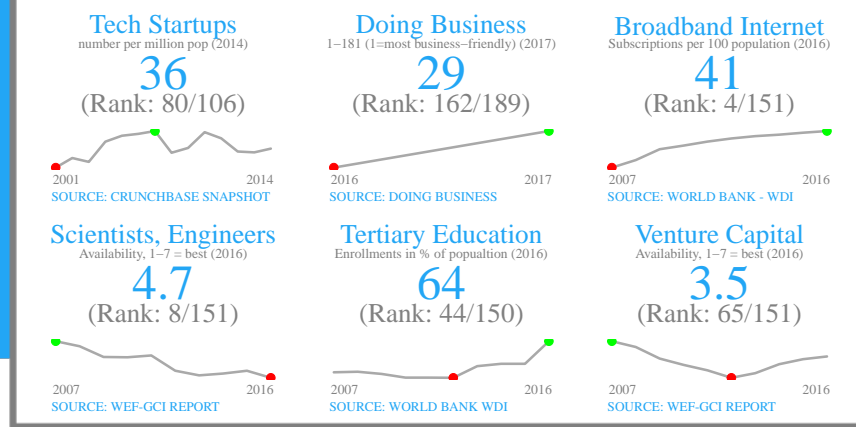 Tech Startups
number per million pop (2014)
36
(Rank: 80/106)
2001 2014
SOURCE: CRUNCHBASE SNAPSHOT
Doing Business
1−181 (1=most business−friendly) (2017)
29
(Rank: 162/189)
2016 2017
SOURCE: DOING BUSINESS
Broadband Internet
Subscriptions per 100 population (2016)
41
(Rank: 4/151)
2007 2016
SOURCE: WORLD BANK - WDI
Scientists, Engineers
Availability, 1−7 = best (2016)
4.7
(Rank: 8/151)
2007 2016
SOURCE: WEF-GCI REPORT
Tertiary Education
Enrollments in % of popualtion (2016)
64
(Rank: 44/150)
2007 2016
SOURCE: WORLD BANK WDI
Venture Capital
Availability, 1−7 = best (2016)
3.5
(Rank: 65/151)
2007 2016
SOURCE: WEF-GCI REPORT